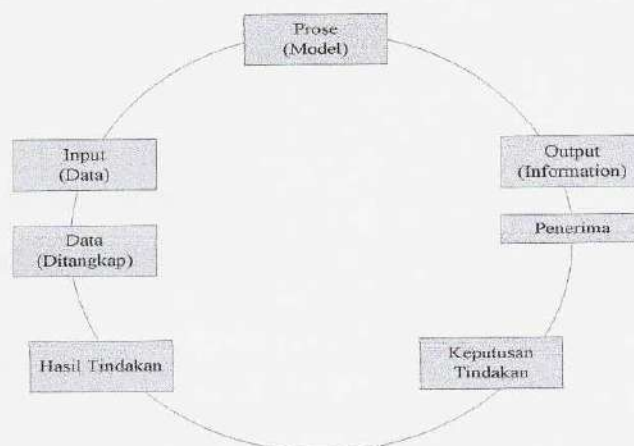 Prose
(Model)
Input
(Data)
Output
(Information)
Data
(Ditangkap)
Penerima
Hasil Tindakan
Keputusan
Tindakan